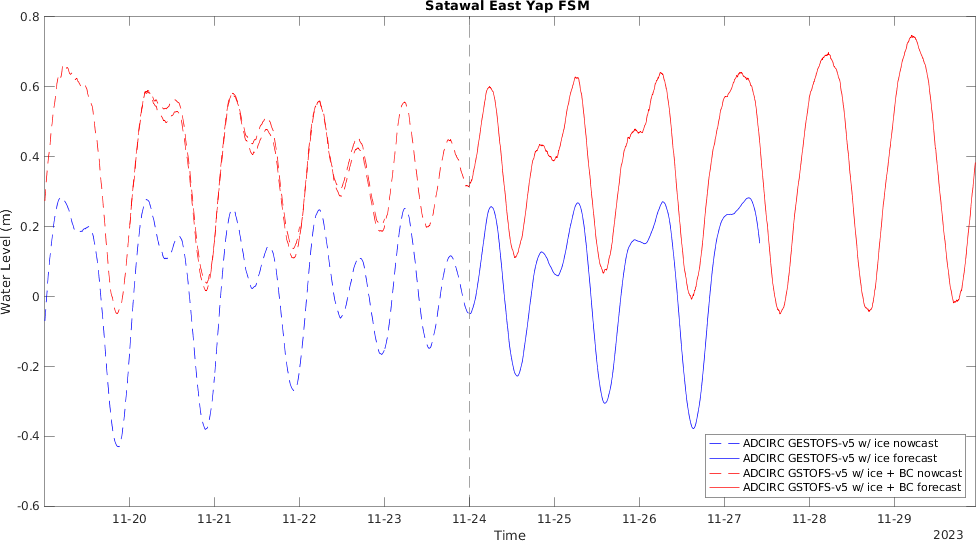 Satawal East Yap FSM
Water Level (m)
0.8
0.6
0.4
0.2
0
-0.2
-0.4
-0.6
11-20
11-21
11-22
11-23
11-24
11-25
11-26
11-27
11-28
11-29
Time
2023
ADCIRC GESTOFS-v5 w/ ice nowcast
ADCIRC GESTOFS-v5 w/ ice forecast
ADCIRC GSTOFS-v5 w/ ice + BC nowcast
ADCIRC GSTOFS-v5 w/ ice + BC forecast